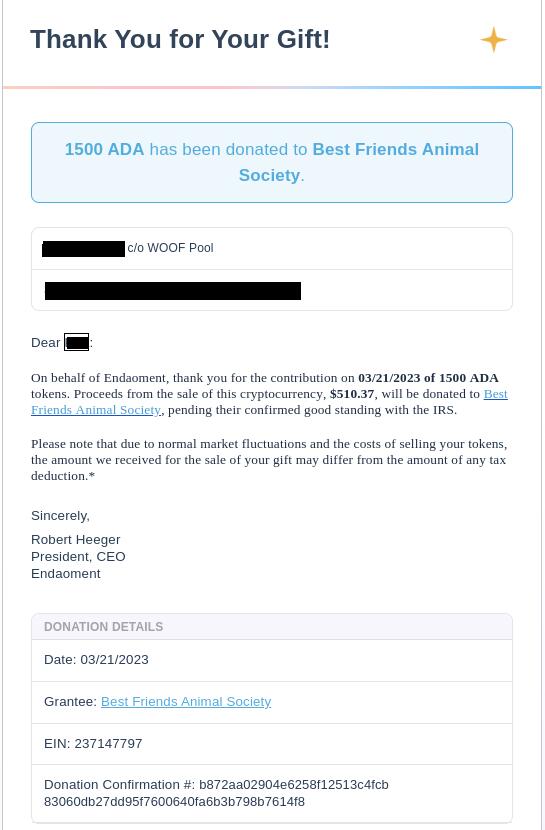 Thank You for Your Gift!
1500 ADA has been donated to Best Friends Animal
Society.
c/o WOOF Pool
Dear :
On behalf of Endaoment, thank you for the contribution on 03/21/2023 of 1500 ADA
tokens. Proceeds from the sale of this cryptocurrency, $510.37, will be donated to Best
Friends Animal Society, pending their confirmed good standing with the IRS.
Please note that due to normal market fluctuations and the costs of selling your tokens,
the amount we received for the sale of your gift may differ from the amount of any tax
deduction.*
Sincerely,
Robert Heeger
President, CEO
Endaoment
DONATION DETAILS
Date: 03/21/2023
Grantee: Best Friends Animal Society
EIN: 237147797
Donation Confirmation #: b872aa02904e6258f12513c4fcb
83060db27dd95f7600640fa6b3b798b7614f8